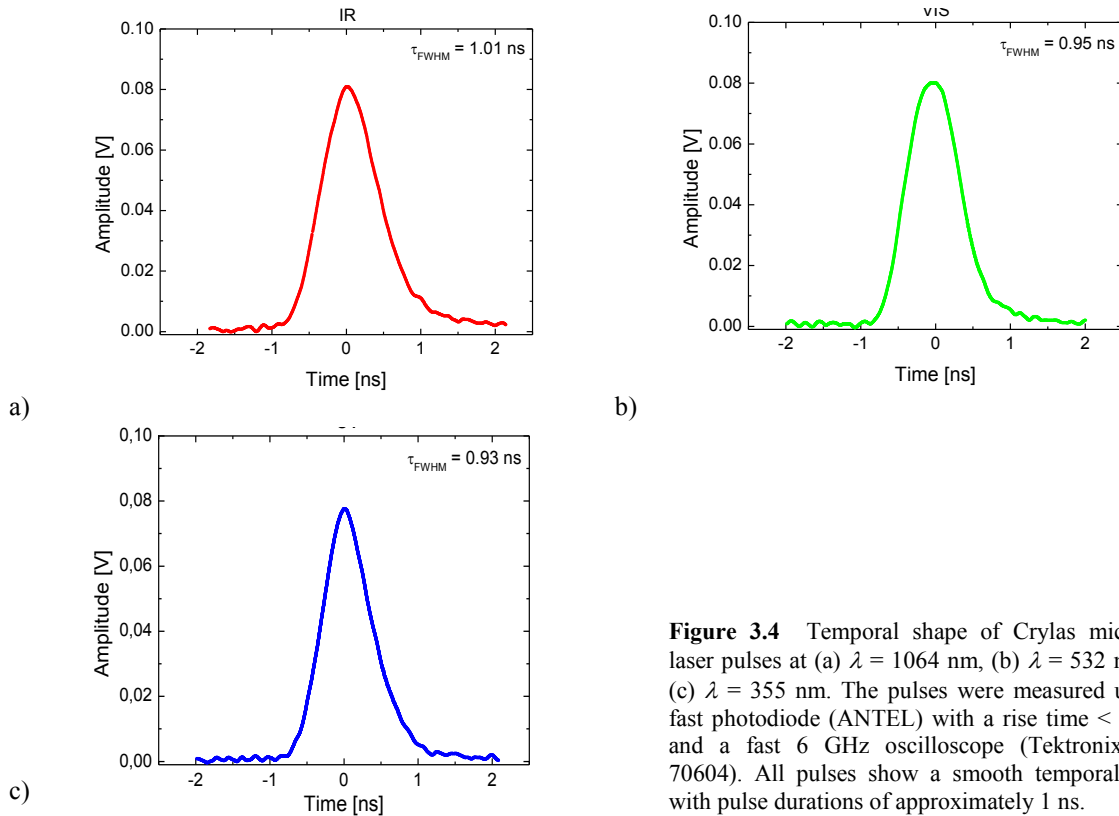 IR
τFWHM = 1.01 ns
0.10
0.08
0.06
0.04
0.02
0.00
Amplitude [V]
-2 -1 0 1 2
Time [ns]
a)
VIS
τFWHM = 0.95 ns
0.10
0.08
0.06
0.04
0.02
0.00
Amplitude [V]
-2 -1 0 1 2
Time [ns]
b)
τFWHM = 0.93 ns
0,10
0,08
0,06
0,04
0,02
0,00
Amplitude [V]
-2 -1 0 1 2
Time [ns]
c)
Figure 3.4 Temporal shape of Crylas mic
laser pulses at (a) λ = 1064 nm, (b) λ = 532 n
(c) λ = 355 nm. The pulses were measured u
fast photodiode (ANTEL) with a rise time <
and a fast 6 GHz oscilloscope (Tektronix
70604). All pulses show a smooth temporal
with pulse durations of approximately 1 ns.